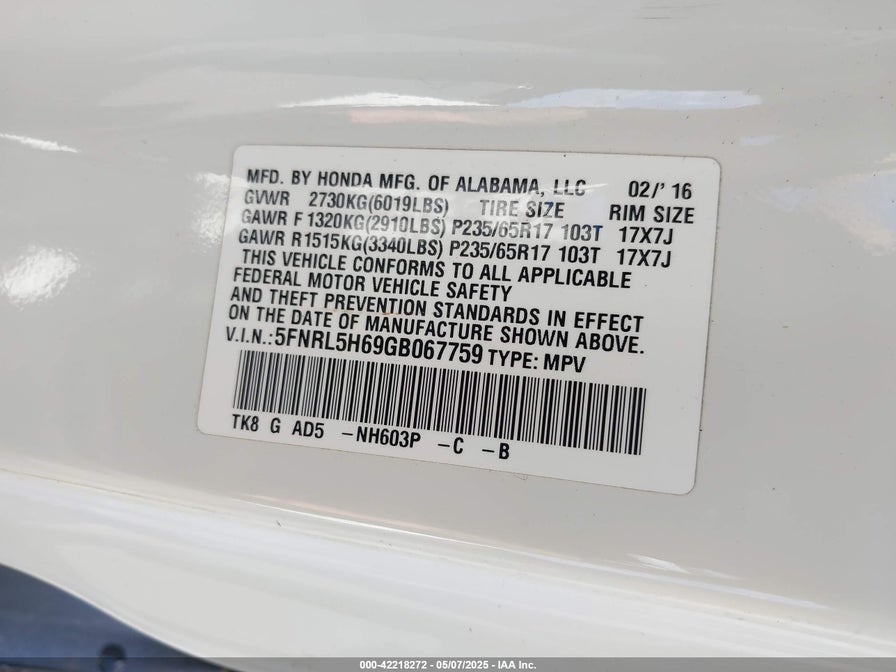 MFD. BY HONDA MFG. OF ALABAMA, LLC 02/' 16
GVWR 2730KG(6019LBS) TIRE SIZE RIM SIZE
GAWR F 1320KG(2910LBS) P235/65R17 103T 17X7J
GAWR R1515KG(3340LBS) P235/65R17 103T 17X7J
THIS VEHICLE CONFORMS TO ALL APPLICABLE
FEDERAL MOTOR VEHICLE SAFETY
AND THEFT PREVENTION STANDARDS IN EFFECT
ON THE DATE OF MANUFACTURE SHOWN ABOVE.
V.I.N.:5FNRL5H69GB067759 TYPE: MPV
TK8 G AD5 -NH603P -C -B
000-42218272 — 05/07/2025 — IAA Inc.